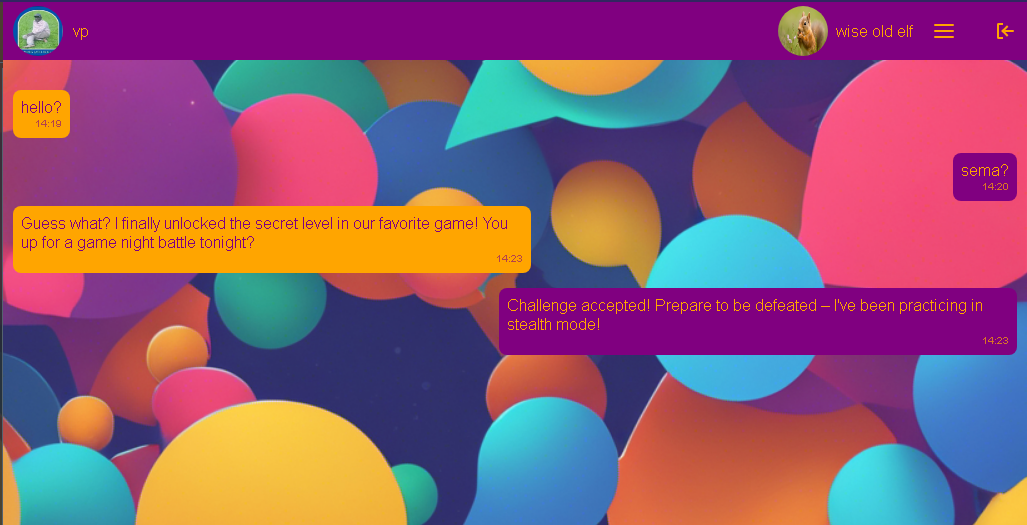 vp
wise old elf
hello?
14:19
sema?
14:20
Guess what? I finally unlocked the secret level in our favorite game! You
up for a game night battle tonight?
14:23
Challenge accepted! Prepare to be defeated – I've been practicing in
stealth mode!
14:23